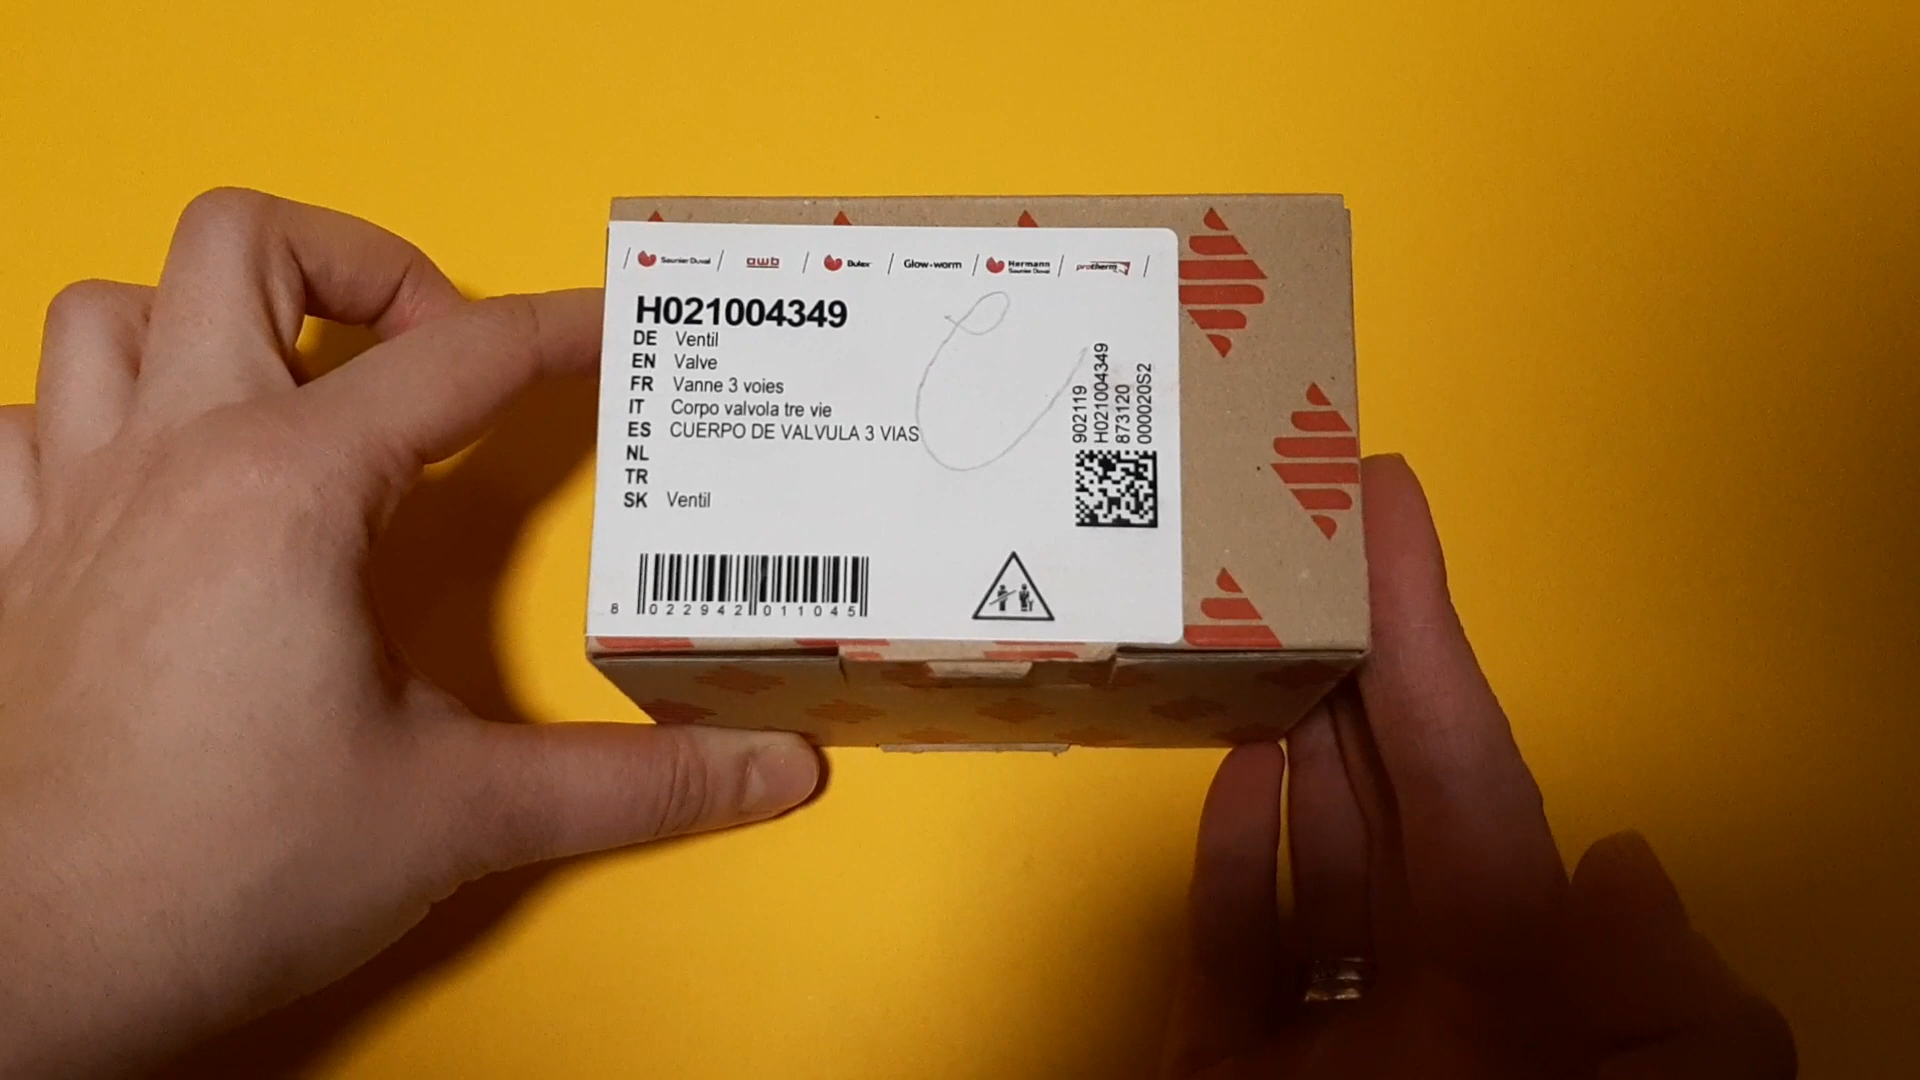 Saunier Duval awb Bulex Glow-worm Hermann Saunier Duval protherm
H021004349
DE Ventil
EN Valve
FR Vanne 3 voies
IT Corpo valvola tre vie
ES CUERPO DE VALVULA 3 VIAS
NL
TR
SK Ventil
902119
H021004349
873120
000020S2
8 022942 011045